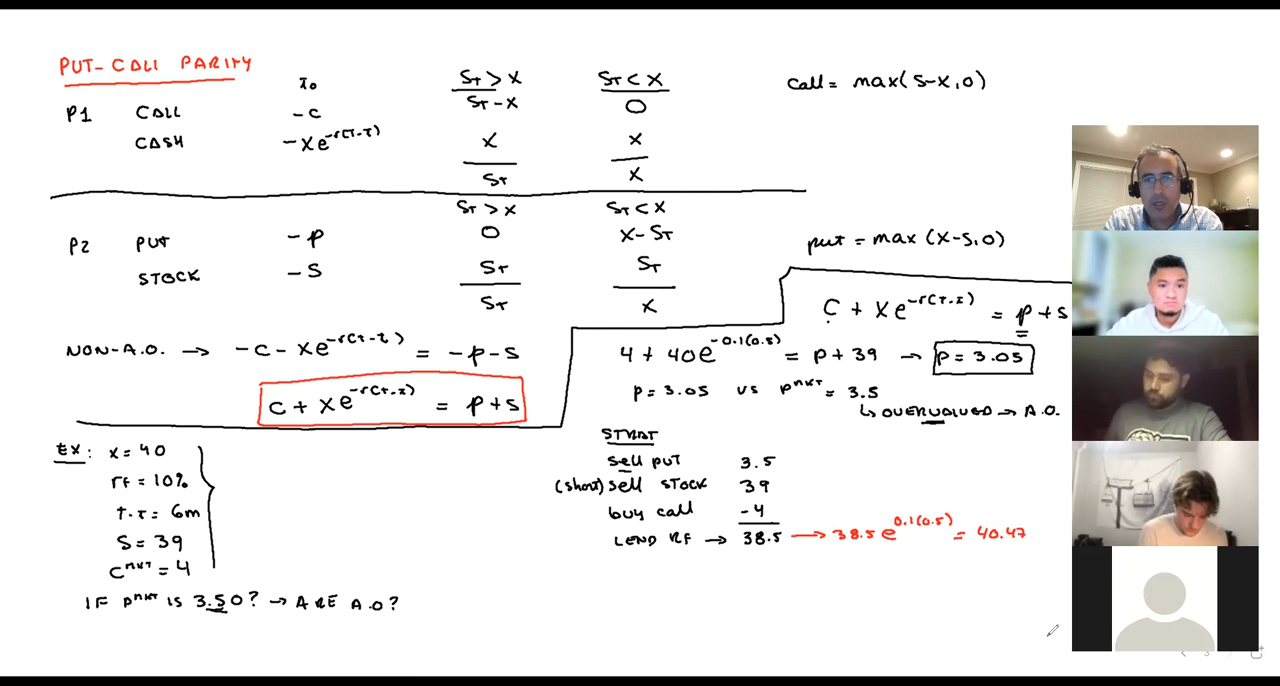 PUT-CALL PARITY
T₀ Sₜ > X Sₜ < X call = max(S-X,0)
P1 CALL -c Sₜ-X 0
CASH -Xe^-r(T-t) X X
Sₜ X
Sₜ > X Sₜ < X
P2 PUT -p 0 X-Sₜ put = max(X-S,0)
STOCK -S Sₜ Sₜ
Sₜ X
NON-A.O. → -c-Xe^-r(T-t) = -p-S
c+Xe^-r(T-t) = p+S
C+Xe^-r(T-t) = p+S
4+40e^-0.1(0.5) = p+39 → p=3.05
p=3.05 vs pᴹᴷᵀ=3.5
↳ OVERVALUED → A.O.
EX: X=40
rf=10%
T-t=6m
S=39
cᴹᴷᵀ=4
IF pᴹᴷᵀ IS 3.50? → ARE A.O?
STRAT
sell put 3.5
(short) sell STOCK 39
buy call -4
LEND RF → 38.5 → 38.5e^0.1(0.5) = 40.47